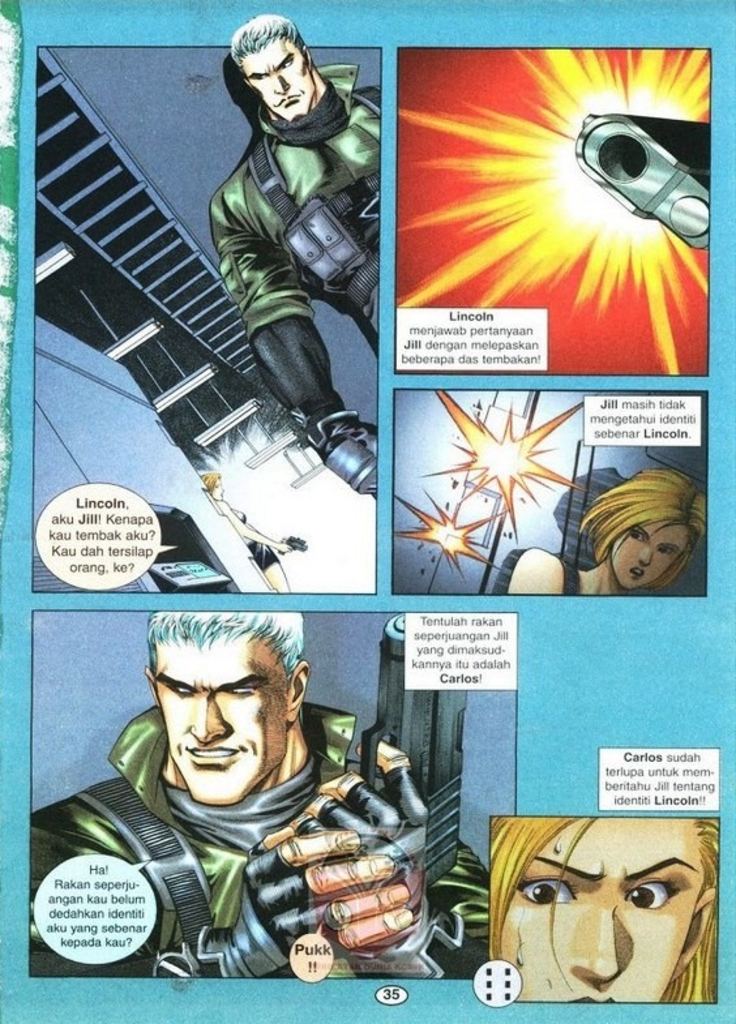 Lincoln,
aku Jill! Kenapa
kau tembak aku?
Kau dah tersilap
orang, ke?
Lincoln
menjawab pertanyaan
Jill dengan melepaskan
beberapa das tembakan!
Jill masih tidak
mengetahui identiti
sebenar Lincoln.
Tentulah rakan
seperjuangan Jill
yang dimaksud-
kannya itu adalah
Carlos!
Ha!
Rakan seperju-
angan kau belum
dedahkan identiti
aku yang sebenar
kepada kau?
Pukk
!!
Carlos sudah
terlupa untuk mem-
beritahu Jill tentang
identiti Lincoln!!
35